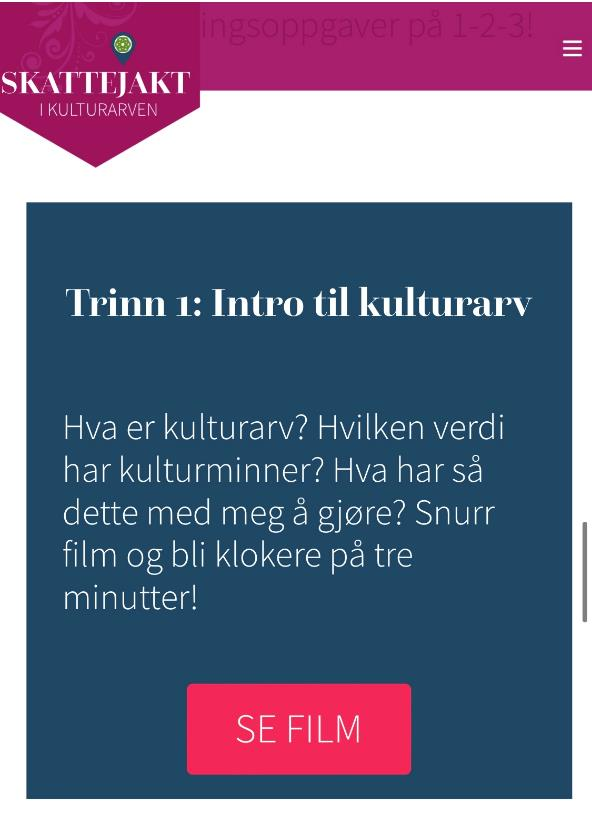 ingsoppgaver på 1-2-3!
SKATTEJAKT
I KULTURARVEN
Trinn 1: Intro til kulturarv
Hva er kulturarv? Hvilken verdi
har kulturminner? Hva har så
dette med meg å gjøre? Snurr
film og bli klokere på tre
minutter!
SE FILM